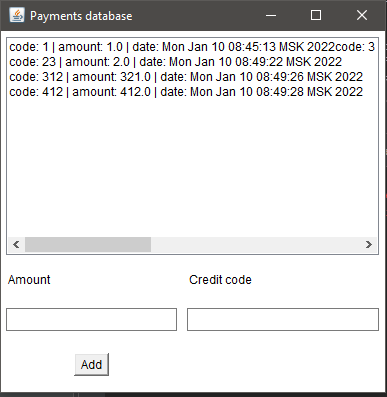 Payments database
code: 1 | amount: 1.0 | date: Mon Jan 10 08:45:13 MSK 2022code: 3
code: 23 | amount: 2.0 | date: Mon Jan 10 08:49:22 MSK 2022
code: 312 | amount: 321.0 | date: Mon Jan 10 08:49:26 MSK 2022
code: 412 | amount: 412.0 | date: Mon Jan 10 08:49:28 MSK 2022
Amount
Credit code
Add